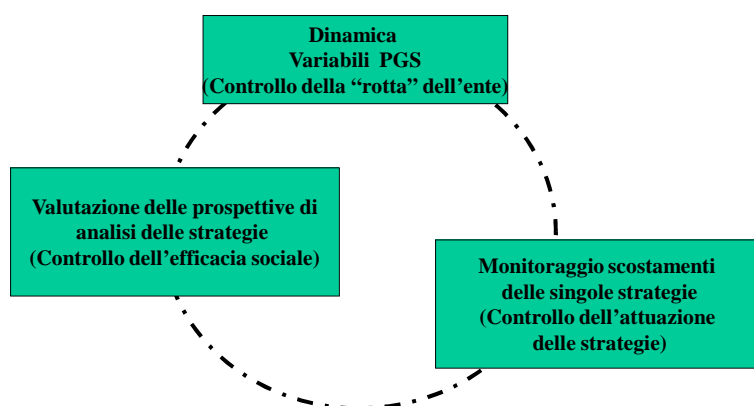 Dinamica
Variabili PGS
(Controllo della “rotta” dell’ente)
Valutazione delle prospettive di
analisi delle strategie
(Controllo dell’efficacia sociale)
Monitoraggio scostamenti
delle singole strategie
(Controllo dell’attuazione
delle strategie)